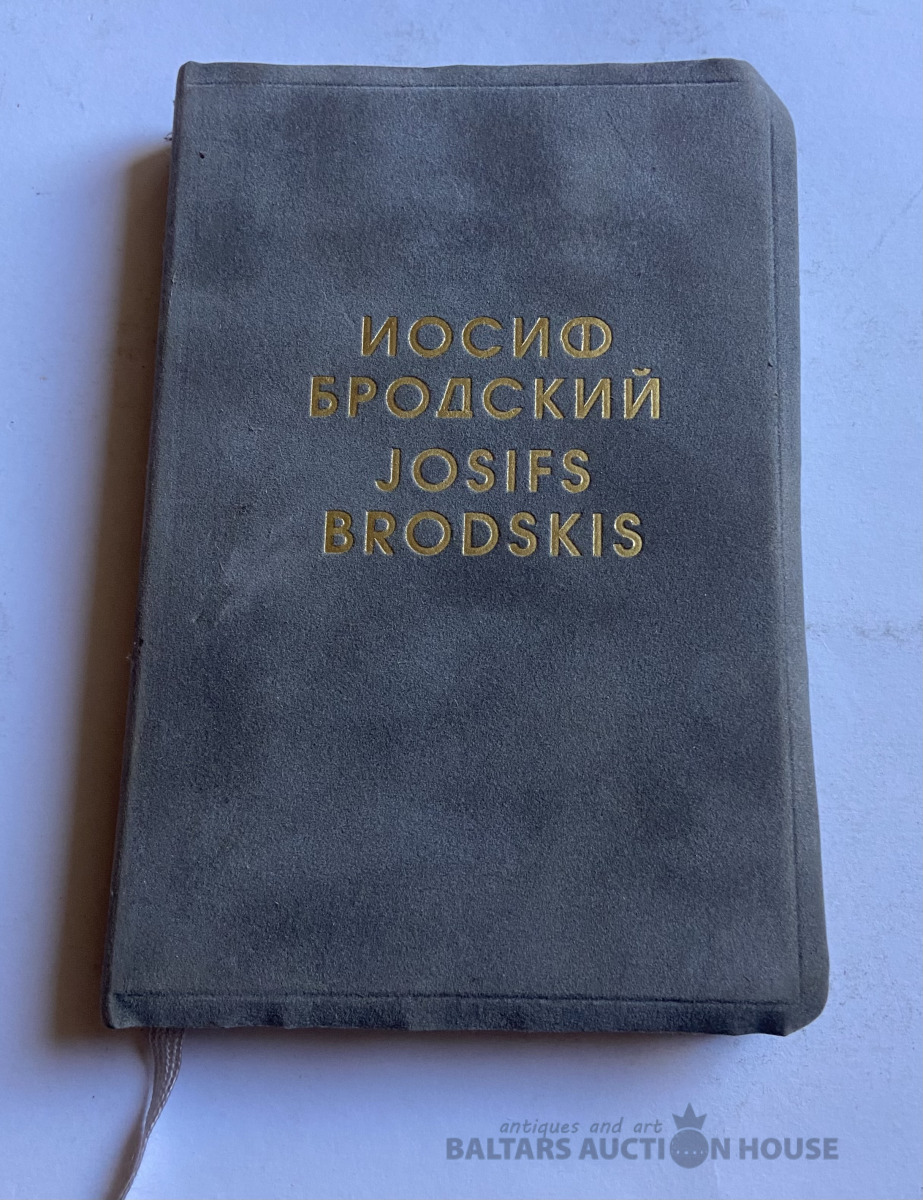 ИОСИФ
БРОДСКИЙ
JOSIFS
BRODSKIS
antiques and art
BALTARS AUCTION HOUSE